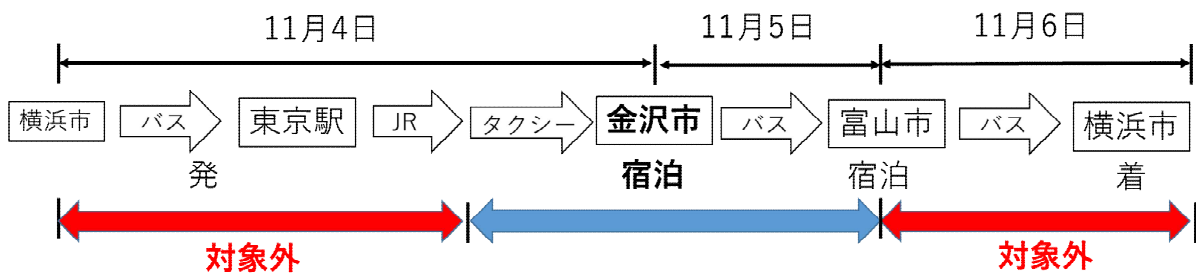 11月4日 11月5日 11月6日
横浜市 バス 東京駅 JR タクシー 金沢市 バス 富山市 バス 横浜市
発 宿泊 宿泊 着
対象外 対象外